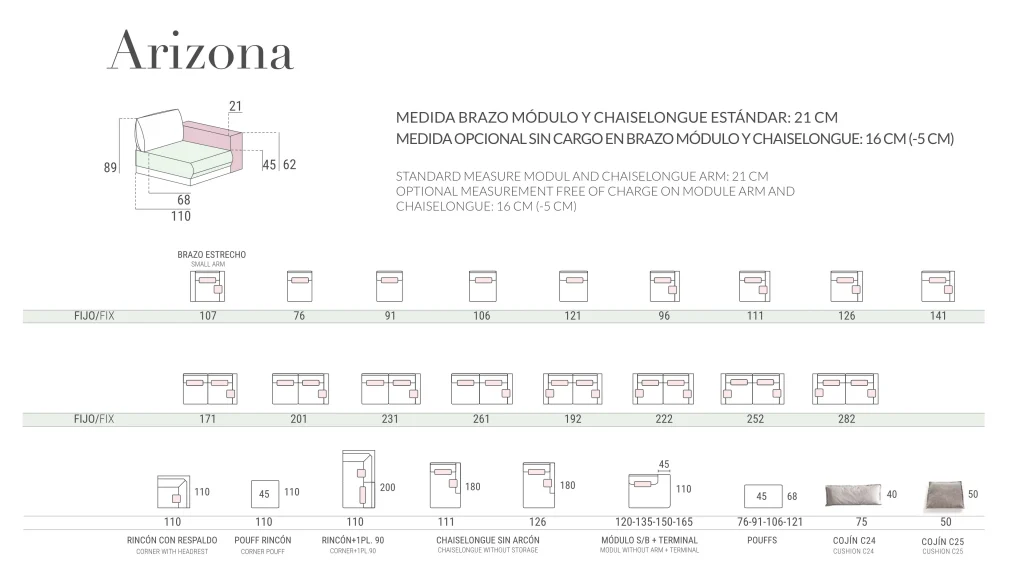 Arizona
21
89
45 62
68
110
MEDIDA BRAZO MÓDULO Y CHAISELONGUE ESTÁNDAR: 21 CM
MEDIDA OPCIONAL SIN CARGO EN BRAZO MÓDULO Y CHAISELONGUE: 16 CM (-5 CM)
STANDARD MEASURE MODUL AND CHAISELONGUE ARM: 21 CM
OPTIONAL MEASUREMENT FREE OF CHARGE ON MODULE ARM AND
CHAISELONGUE: 16 CM (-5 CM)
BRAZO ESTRECHO
SMALL ARM
FIJO/FIX 107 76 91 106 121 96 111 126 141
FIJO/FIX 171 201 231 261 192 222 252 282
45
110 45 110 200 180 180 110 45 68 40 50
110 110 110 111 126 120-135-150-165 76-91-106-121 75 50
RINCÓN CON RESPALDO POUFF RINCÓN RINCÓN+1PL. 90 CHAISELONGUE SIN ARCÓN MÓDULO S/B + TERMINAL POUFFS COJÍN C24 COJÍN C25
CORNER WITH HEADREST CORNER POUFF CORNER+1PL.90 CHAISELONGUE WITHOUT STORAGE MODUL WITHOUT ARM + TERMINAL CUSHION C24 CUSHION C25